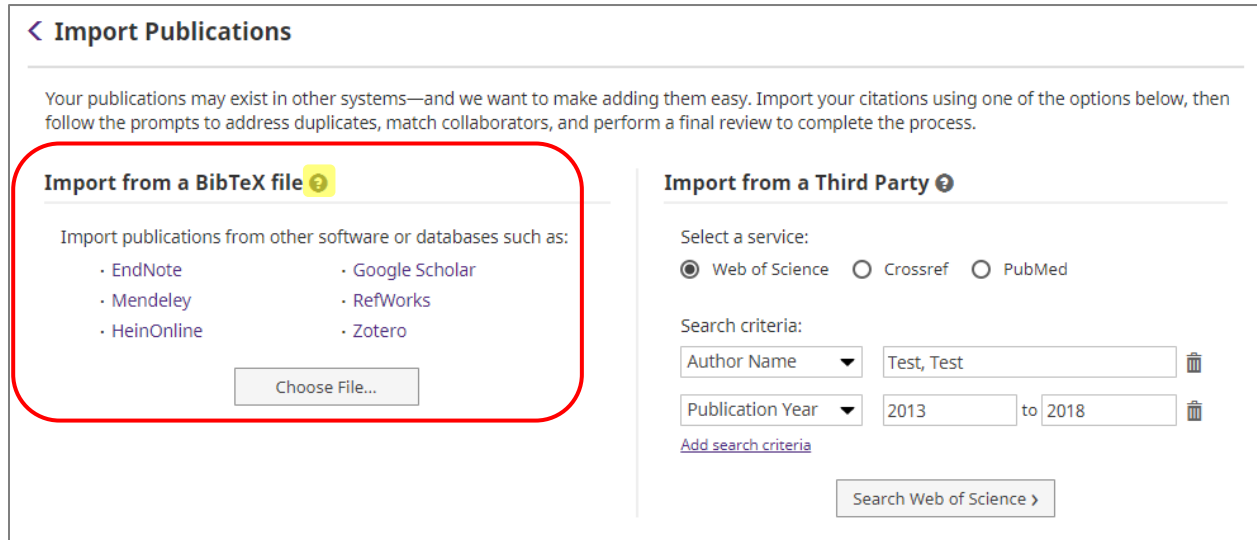 Import Publications
Your publications may exist in other systems—and we want to make adding them easy. Import your citations using one of the options below, then
follow the prompts to address duplicates, match collaborators, and perform a final review to complete the process.
Import from a BibTeX file ?
Import publications from other software or databases such as:
· EndNote
· Google Scholar
· Mendeley
· RefWorks
· HeinOnline
· Zotero
Choose File...
Import from a Third Party ?
Select a service:
Web of Science Crossref PubMed
Search criteria:
Author Name Test, Test
Publication Year 2013 to 2018
Add search criteria
Search Web of Science ›